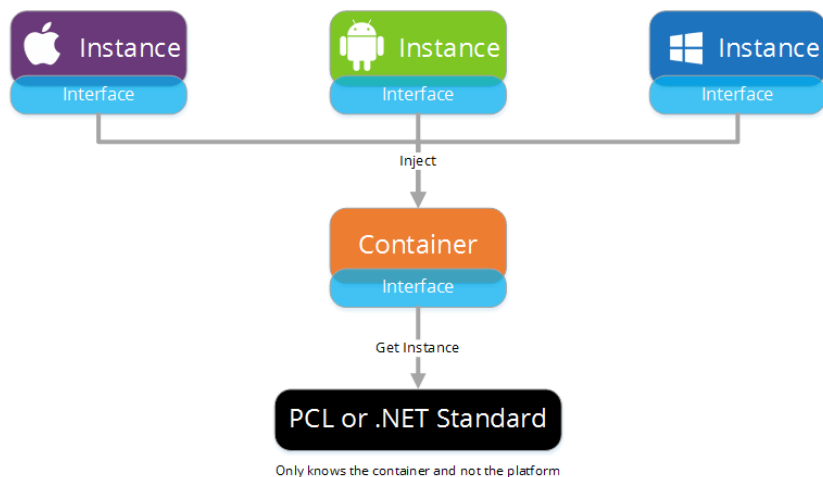 Instance
Instance
Instance
Interface
Interface
Interface
Inject
Container
Interface
Get Instance
PCL or .NET Standard
Only knows the container and not the platform